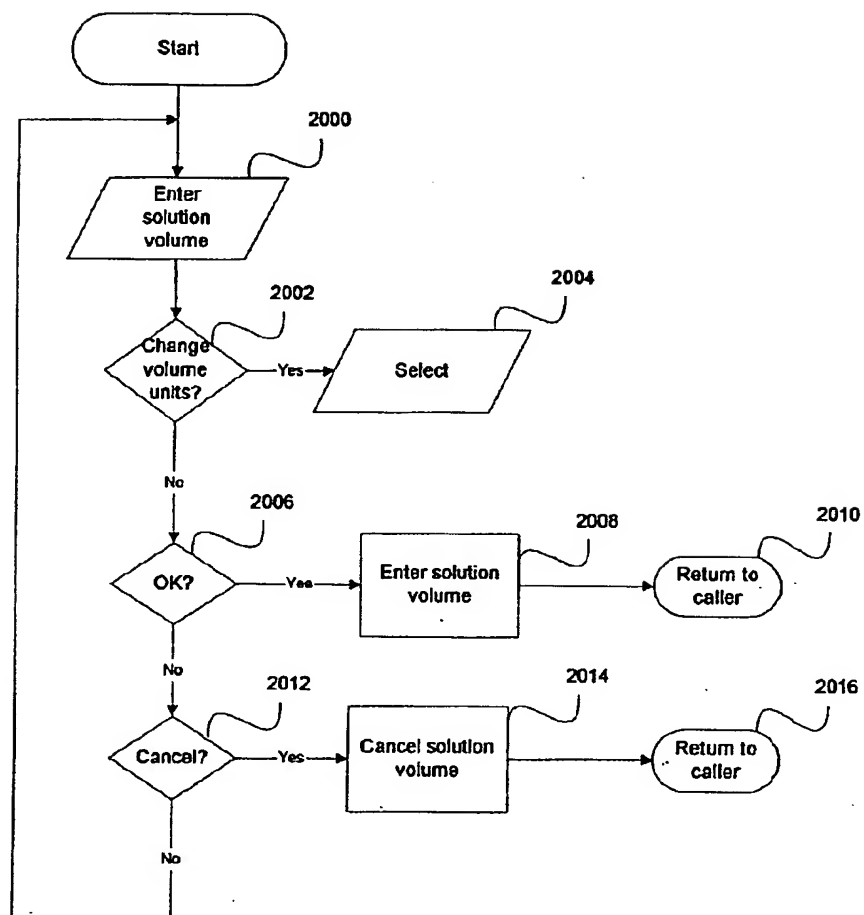 Start
2000
Enter
solution
volume
2002
2004
Change
volume
units?
Yes
Select
No
2006
2008
2010
OK?
Yes
Enter solution
volume
Return to
caller
No
2012
2014
2016
Cancel?
Yes
Cancel solution
volume
Return to
caller
No